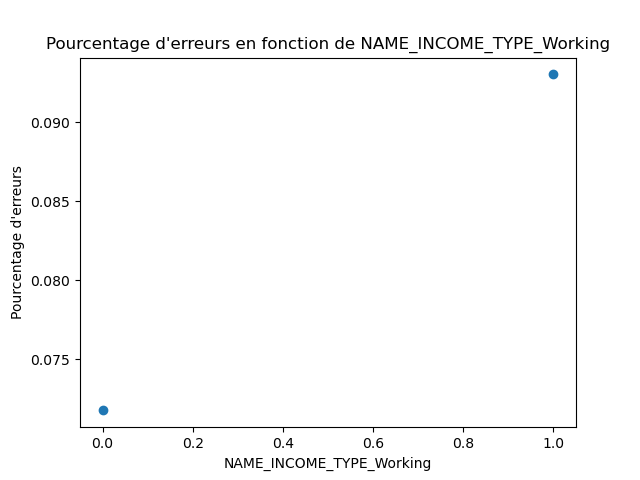 Pourcentage d'erreurs en fonction de NAME_INCOME_TYPE_Working
0.090
0.085
0.080
0.075
Pourcentage d'erreurs
0.0 0.2 0.4 0.6 0.8 1.0
NAME_INCOME_TYPE_Working